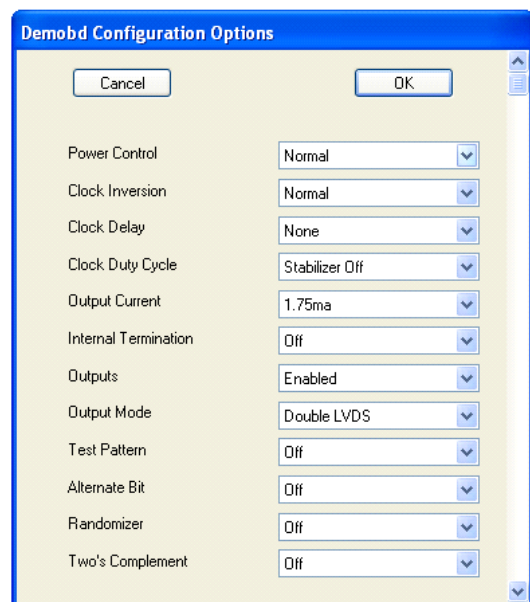 Demobd Configuration Options
Cancel OK
Power Control Normal
Clock Inversion Normal
Clock Delay None
Clock Duty Cycle Stabilizer Off
Output Current 1.75ma
Internal Termination Off
Outputs Enabled
Output Mode Double LVDS
Test Pattern Off
Alternate Bit Off
Randomizer Off
Two's Complement Off